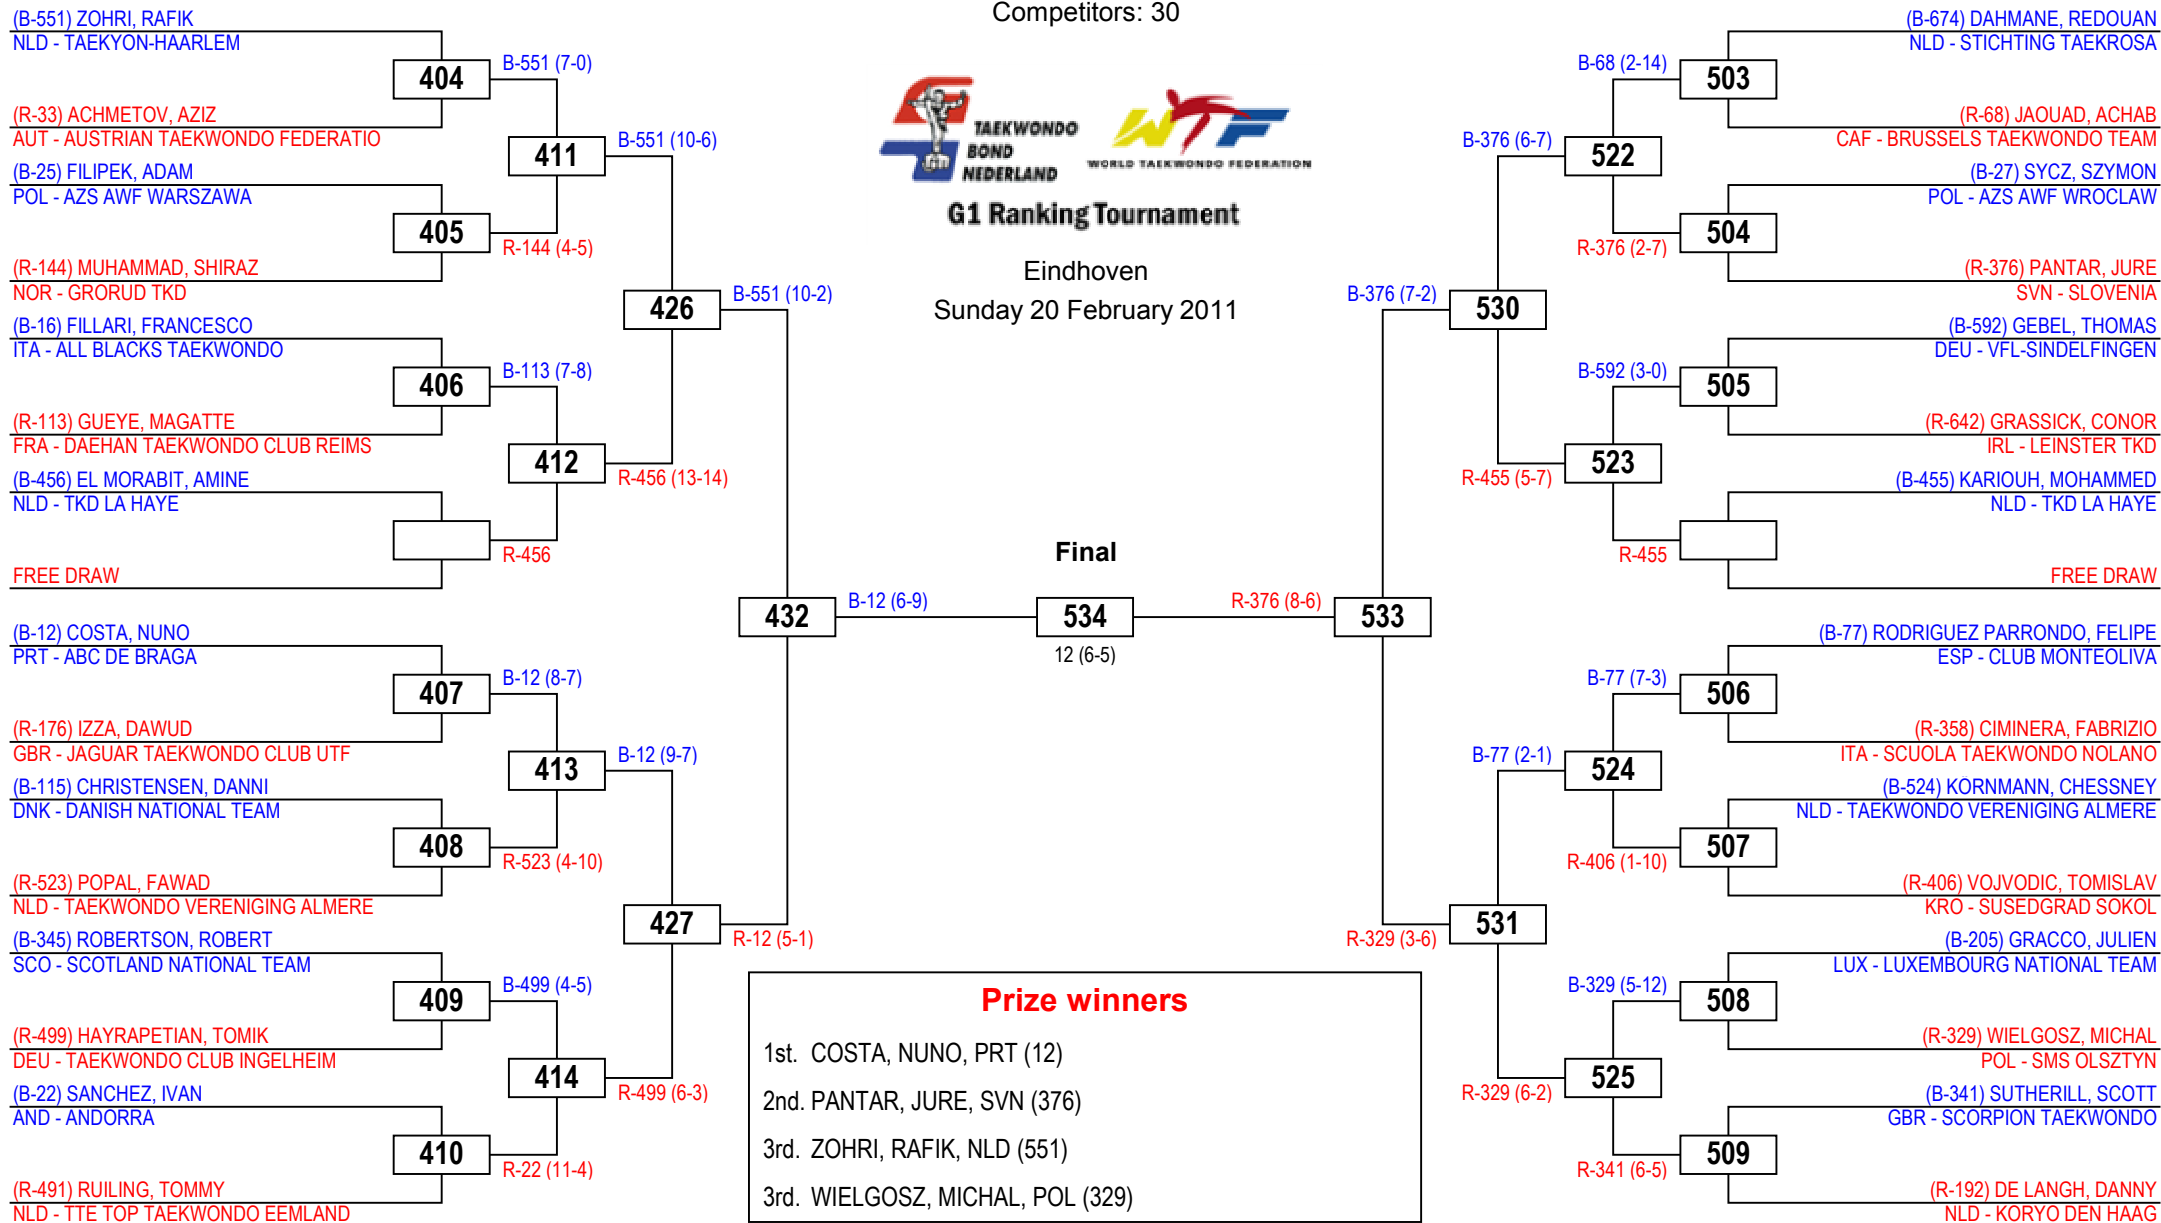 Competitors: 30
TAEKWONDO
BOND
NEDERLAND
WTF
WORLD TAEKWONDO FEDERATION
G1 Ranking Tournament
Eindhoven
Sunday 20 February 2011
(B-551) ZOHRI, RAFIK
NLD - TAEKYON-HAARLEM
404
B-551 (7-0)
(R-33) ACHMETOV, AZIZ
AUT - AUSTRIAN TAEKWONDO FEDERATIO
411
B-551 (10-6)
(B-25) FILIPEK, ADAM
POL - AZS AWF WARSZAWA
405
R-144 (4-5)
(R-144) MUHAMMAD, SHIRAZ
NOR - GRORUD TKD
426
B-551 (10-2)
(B-16) FILLARI, FRANCESCO
ITA - ALL BLACKS TAEKWONDO
406
B-113 (7-8)
(R-113) GUEYE, MAGATTE
FRA - DAEHAN TAEKWONDO CLUB REIMS
412
R-456 (13-14)
(B-456) EL MORABIT, AMINE
NLD - TKD LA HAYE
R-456
FREE DRAW
432
B-12 (6-9)
(B-12) COSTA, NUNO
PRT - ABC DE BRAGA
407
B-12 (8-7)
(R-176) IZZA, DAWUD
GBR - JAGUAR TAEKWONDO CLUB UTF
413
B-12 (9-7)
(B-115) CHRISTENSEN, DANNI
DNK - DANISH NATIONAL TEAM
408
R-523 (4-10)
(R-523) POPAL, FAWAD
NLD - TAEKWONDO VERENIGING ALMERE
427
R-12 (5-1)
(B-345) ROBERTSON, ROBERT
SCO - SCOTLAND NATIONAL TEAM
409
B-499 (4-5)
(R-499) HAYRAPETIAN, TOMIK
DEU - TAEKWONDO CLUB INGELHEIM
414
R-499 (6-3)
(B-22) SANCHEZ, IVAN
AND - ANDORRA
410
R-22 (11-4)
(R-491) RUILING, TOMMY
NLD - TTE TOP TAEKWONDO EEMLAND
Final
534
12 (6-5)
(B-674) DAHMANE, REDOUAN
NLD - STICHTING TAEKROSA
B-68 (2-14)
503
(R-68) JAOUAD, ACHAB
CAF - BRUSSELS TAEKWONDO TEAM
B-376 (6-7)
522
(B-27) SYCZ, SZYMON
POL - AZS AWF WROCLAW
R-376 (2-7)
504
(R-376) PANTAR, JURE
SVN - SLOVENIA
B-376 (7-2)
530
(B-592) GEBEL, THOMAS
DEU - VFL-SINDELFINGEN
B-592 (3-0)
505
(R-642) GRASSICK, CONOR
IRL - LEINSTER TKD
R-455 (5-7)
523
(B-455) KARIOUH, MOHAMMED
NLD - TKD LA HAYE
R-455
FREE DRAW
R-376 (8-6)
533
(B-77) RODRIGUEZ PARRONDO, FELIPE
ESP - CLUB MONTEOLIVA
B-77 (7-3)
506
(R-358) CIMINERA, FABRIZIO
ITA - SCUOLA TAEKWONDO NOLANO
B-77 (2-1)
524
(B-524) KÖRNMANN, CHESSNEY
NLD - TAEKWONDO VERENIGING ALMERE
R-406 (1-10)
507
(R-406) VOJVODIC, TOMISLAV
KRO - SUSEDGRAD SOKOL
R-329 (3-6)
531
(B-205) GRACCO, JULIEN
LUX - LUXEMBOURG NATIONAL TEAM
B-329 (5-12)
508
(R-329) WIELGOSZ, MICHAL
POL - SMS OLSZTYN
R-329 (6-2)
525
(B-341) SUTHERILL, SCOTT
GBR - SCORPION TAEKWONDO
R-341 (6-5)
509
(R-192) DE LANGH, DANNY
NLD - KORYO DEN HAAG
Prize winners
1st. COSTA, NUNO, PRT (12)
2nd. PANTAR, JURE, SVN (376)
3rd. ZOHRI, RAFIK, NLD (551)
3rd. WIELGOSZ, MICHAL, POL (329)